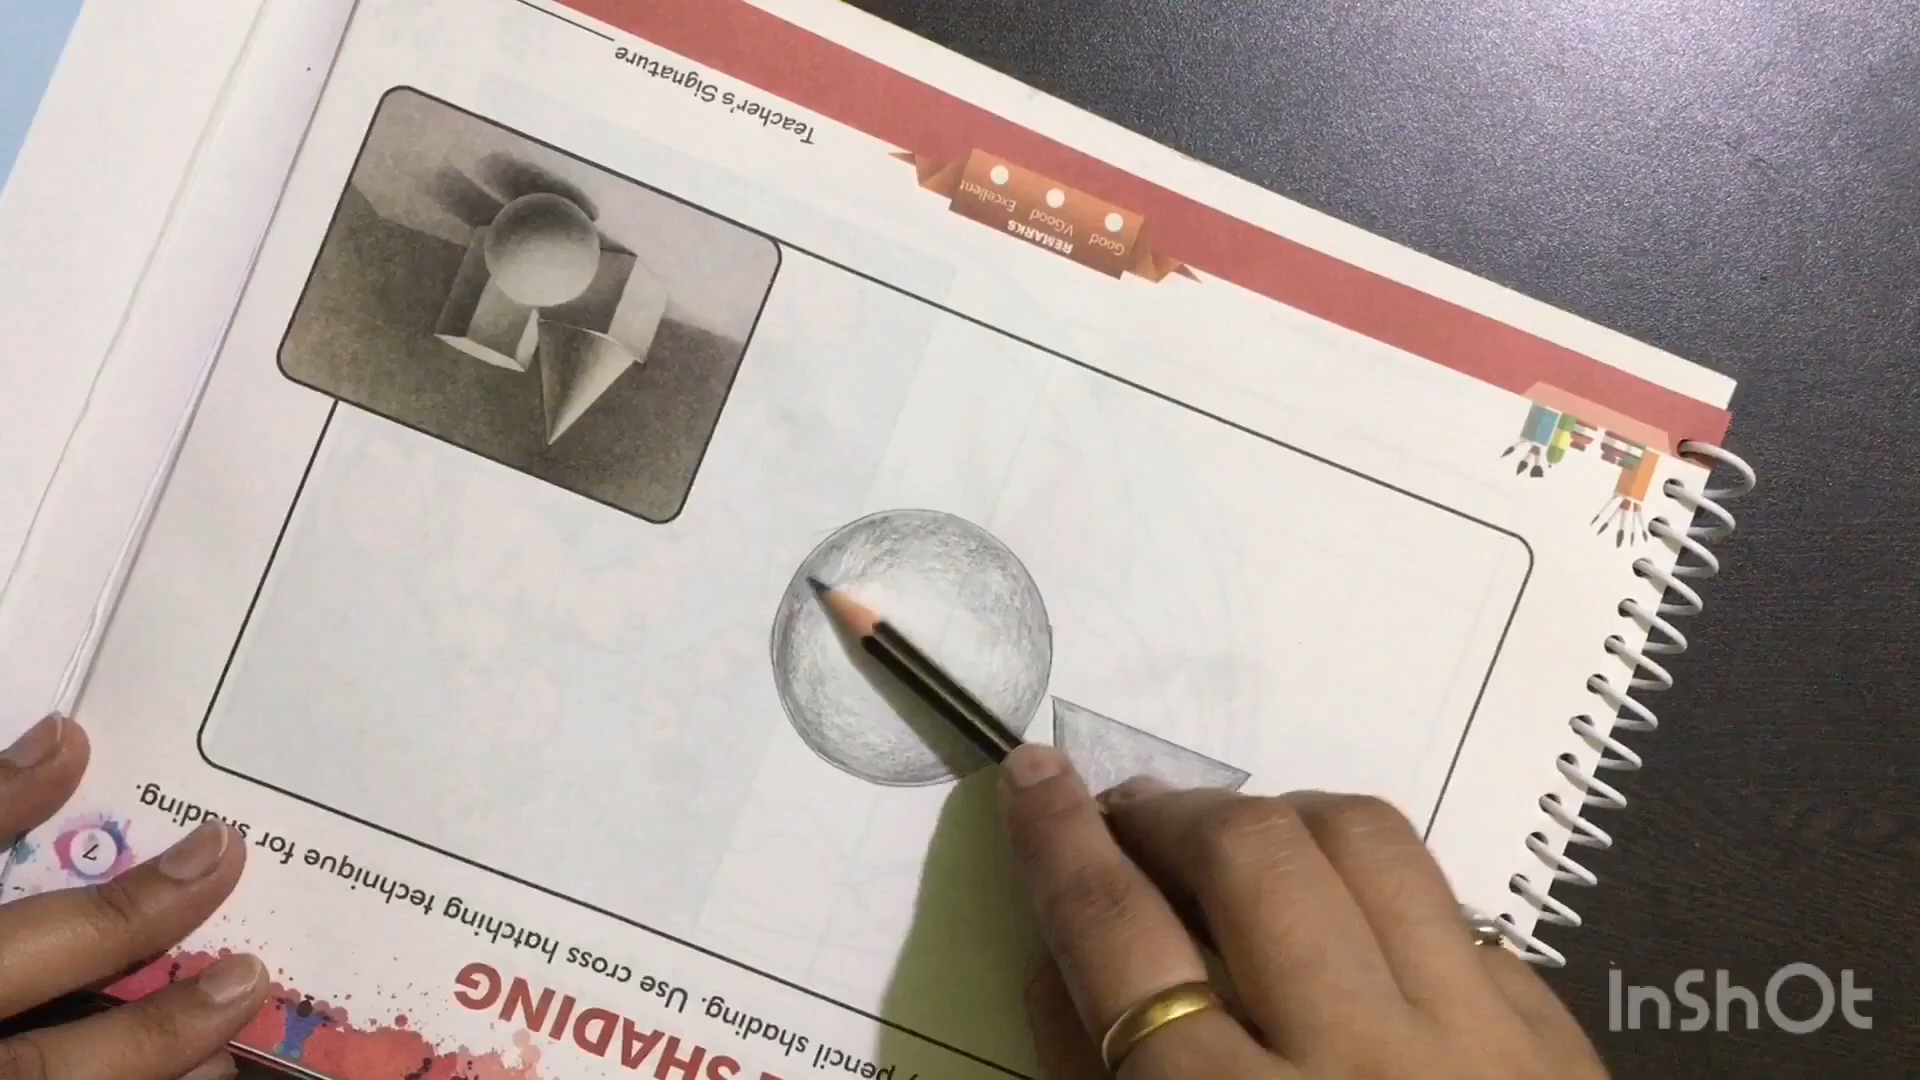 SHADING
pencil shading. Use cross hatching technique for shading.
7
REMARKS
Good V.Good Excellent
Teacher's Signature
InShOt